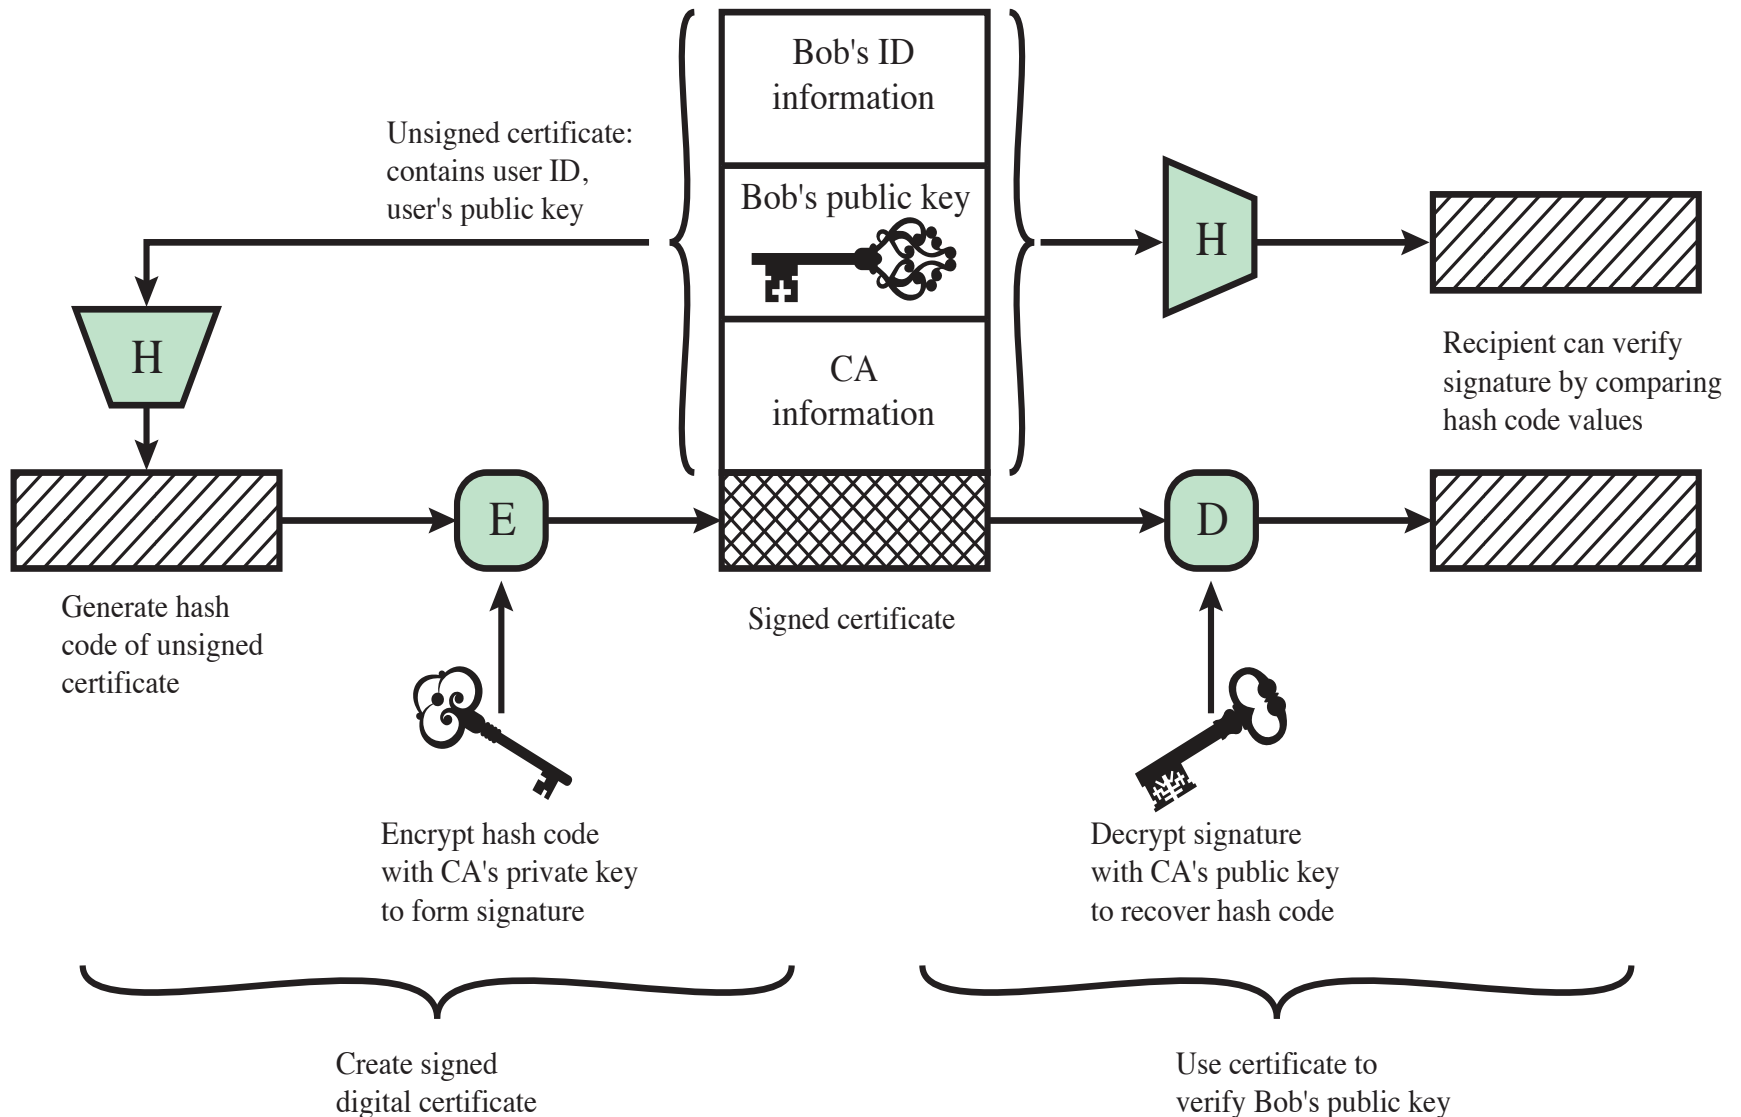 Bob's ID
information
Unsigned certificate:
contains user ID,
user's public key
Bob's public key
H
H
CA
information
Recipient can verify
signature by comparing
hash code values
E
D
Generate hash
code of unsigned
certificate
Signed certificate
Encrypt hash code
with CA's private key
to form signature
Decrypt signature
with CA's public key
to recover hash code
Create signed
digital certificate
Use certificate to
verify Bob's public key